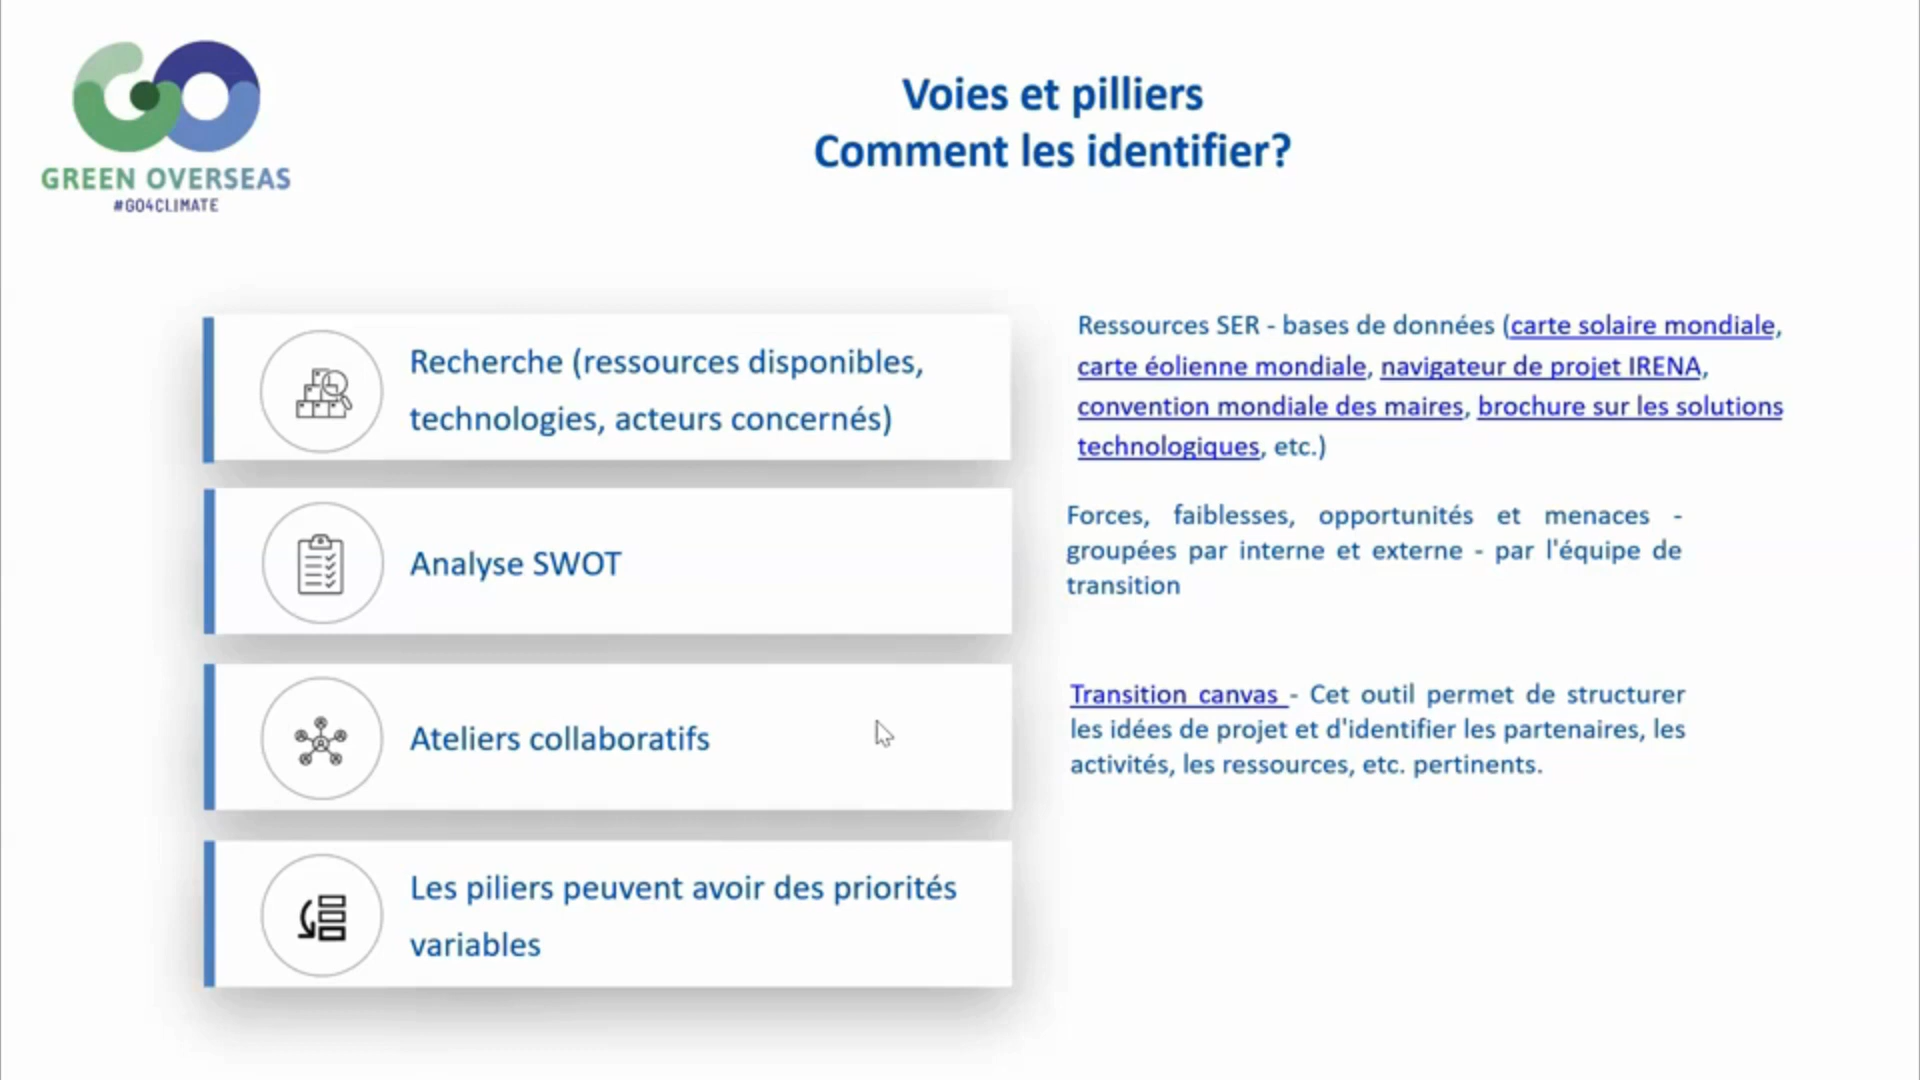 GREEN OVERSEAS
#GO4CLIMATE
Voies et pilliers
Comment les identifier?
Recherche (ressources disponibles,
technologies, acteurs concernés)
Ressources SER - bases de données (carte solaire mondiale,
carte éolienne mondiale, navigateur de projet IRENA,
convention mondiale des maires, brochure sur les solutions
technologiques, etc.)
Analyse SWOT
Forces, faiblesses, opportunités et menaces -
groupées par interne et externe - par l'équipe de
transition
Ateliers collaboratifs
Transition canvas - Cet outil permet de structurer
les idées de projet et d'identifier les partenaires, les
activités, les ressources, etc. pertinents.
Les piliers peuvent avoir des priorités
variables